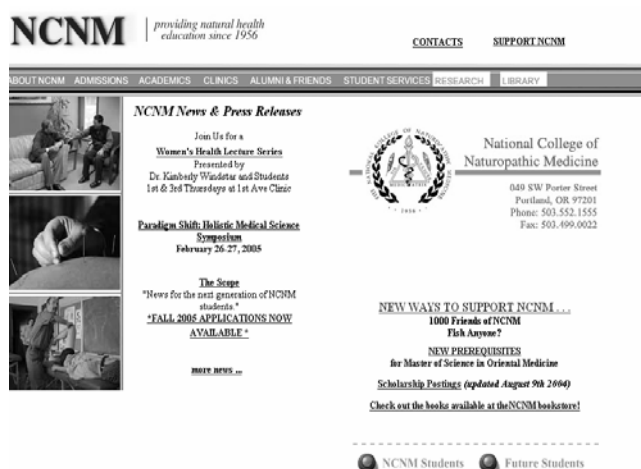 NCNM
providing natural health
education since 1956
CONTACTS
SUPPORT NCNM
ABOUT NCNM ADMISSIONS ACADEMICS CLINICS ALUMNI & FRIENDS STUDENT SERVICES RESEARCH LIBRARY
NCNM News & Press Releases
Join Us for a
Women's Health Lecture Series
Presented by
Dr. Kimberly Windstar and Students
1st & 3rd Thursdays at 1st Ave Clinic
Paradigm Shift: Holistic Medical Science
Symposium
February 26-27, 2005
The Scope
"News for the next generation of NCNM
students."
*FALL 2005 APPLICATIONS NOW
AVAILABLE *
more news ...
National College of
Naturopathic Medicine
049 SW Porter Street
Portland, OR 97201
Phone: 503.552.1555
Fax: 503.499.0022
NEW WAYS TO SUPPORT NCNM . . .
1000 Friends of NCNM
Fish Anyone?
NEW PREREQUISITES
for Master of Science in Oriental Medicine
Scholarship Postings (updated August 9th 2004)
Check out the books available at theNCNM bookstore!
NCNM Students
Future Students